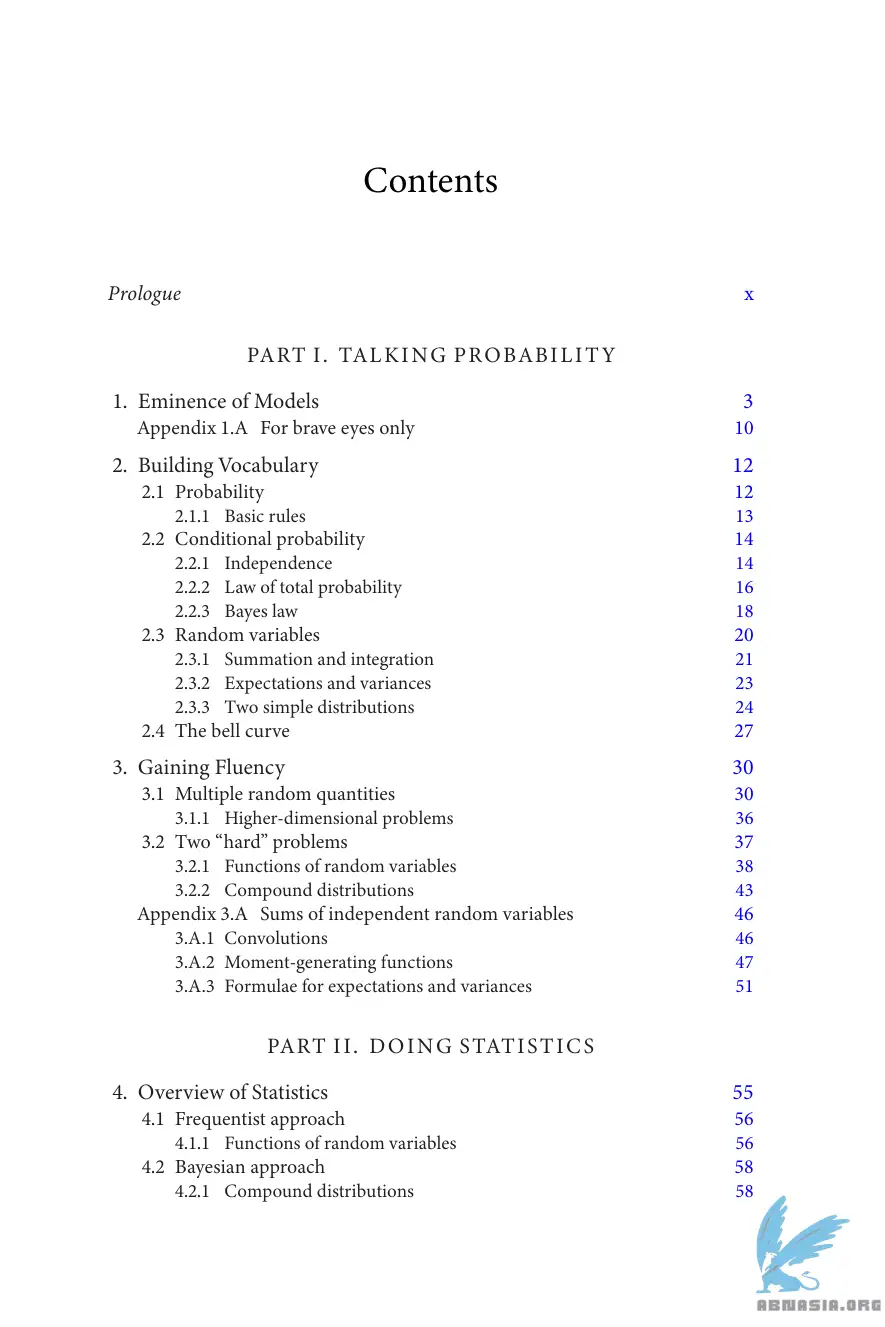 Contents
Prologue x
PART I. TALKING PROBABILITY
1. Eminence of Models 3
Appendix 1.A For brave eyes only 10
2. Building Vocabulary 12
2.1 Probability 12
2.1.1 Basic rules 13
2.2 Conditional probability 14
2.2.1 Independence 14
2.2.2 Law of total probability 16
2.2.3 Bayes law 18
2.3 Random variables 20
2.3.1 Summation and integration 21
2.3.2 Expectations and variances 23
2.3.3 Two simple distributions 24
2.4 The bell curve 27
3. Gaining Fluency 30
3.1 Multiple random quantities 30
3.1.1 Higher-dimensional problems 36
3.2 Two “hard” problems 37
3.2.1 Functions of random variables 38
3.2.2 Compound distributions 43
Appendix 3.A Sums of independent random variables 46
3.A.1 Convolutions 46
3.A.2 Moment-generating functions 47
3.A.3 Formulae for expectations and variances 51
PART II. DOING STATISTICS
4. Overview of Statistics 55
4.1 Frequentist approach 56
4.1.1 Functions of random variables 56
4.2 Bayesian approach 58
4.2.1 Compound distributions 58
ABNASIA.ORG